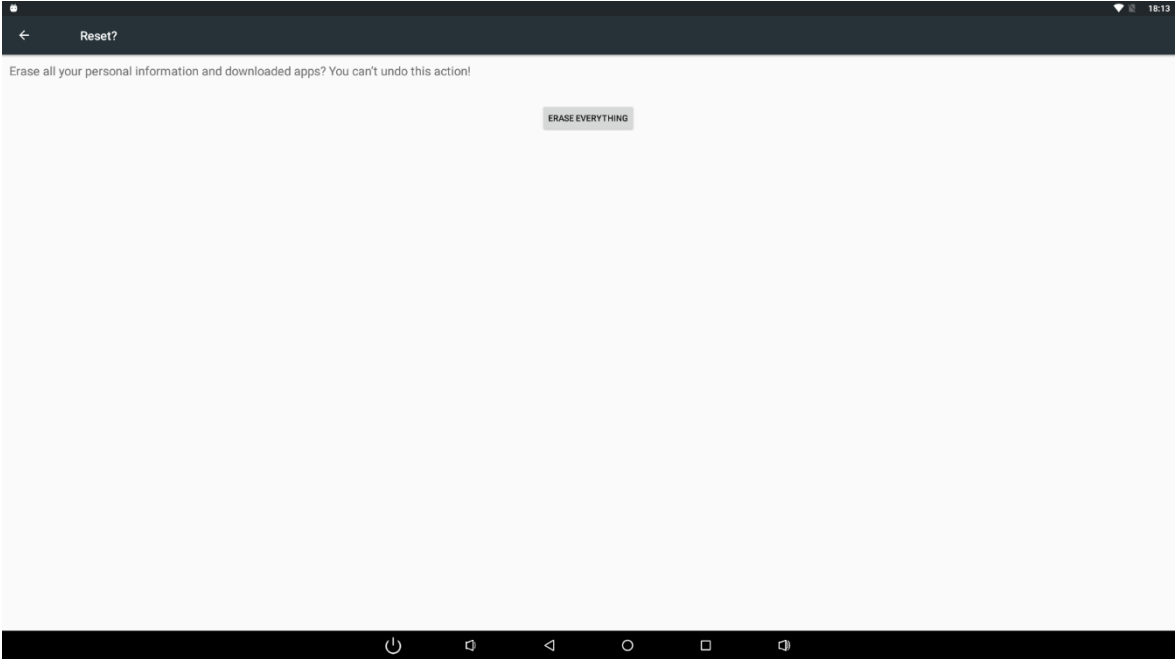 18:13
Reset?
Erase all your personal information and downloaded apps? You can't undo this action!
ERASE EVERYTHING